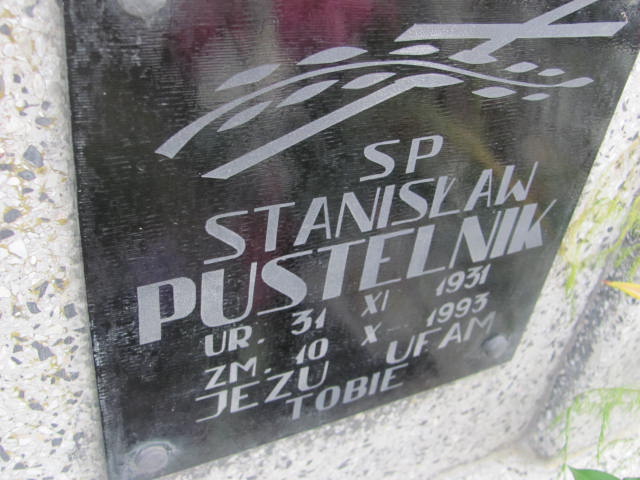 SP
STANISŁAW
PUSTELNIK
UR. 31 XI 1931
ZM. 10 X 1993
JEZU UFAM
TOBIE